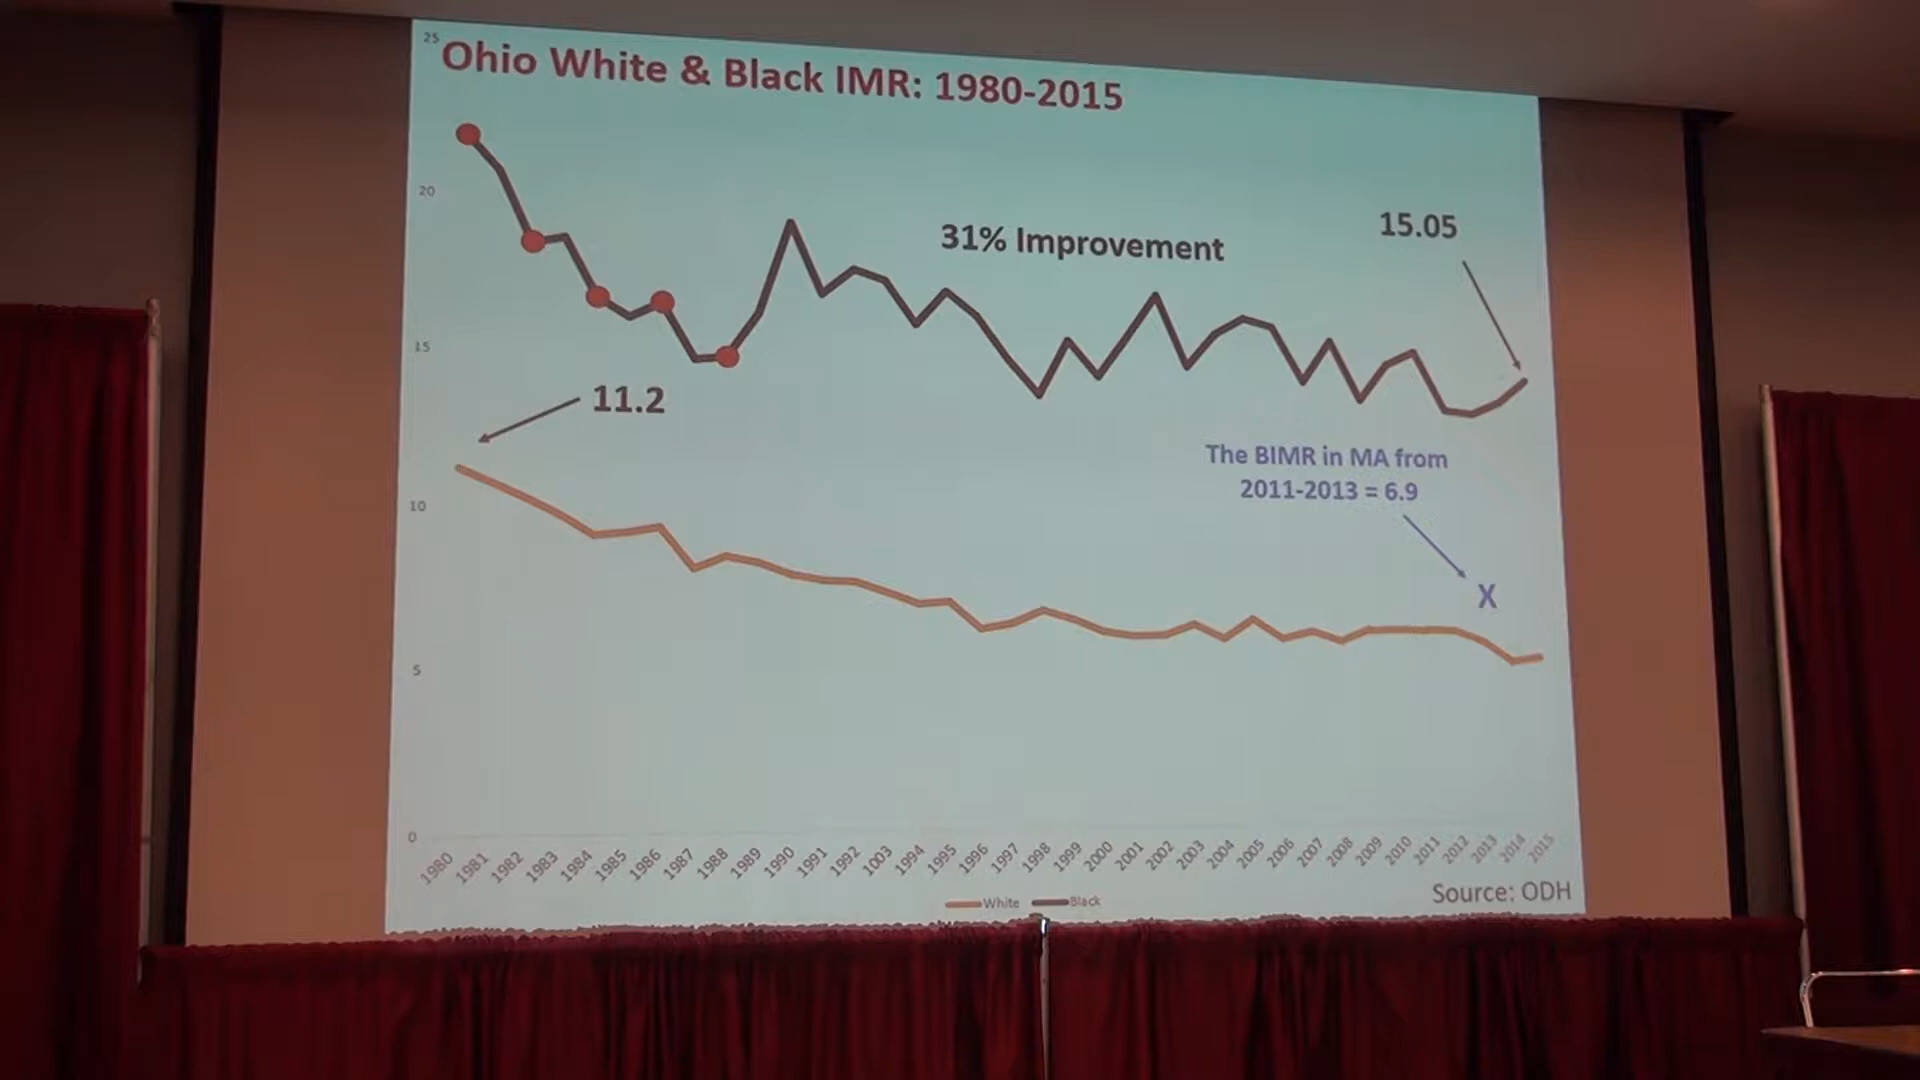 25
Ohio White & Black IMR: 1980-2015
20
15
10
5
0
31% Improvement
15.05
11.2
The BIMR in MA from
2011-2013 = 6.9
X
1980 1981 1982 1983 1984 1985 1986 1987 1988 1989 1990 1991 1992 1003 1994 1995 1996 1997 1998 1999 2000 2001 2002 2003 2004 2005 2006 2007 2008 2009 2010 2011 2012 2013 2014 2015
White Black
Source: ODH